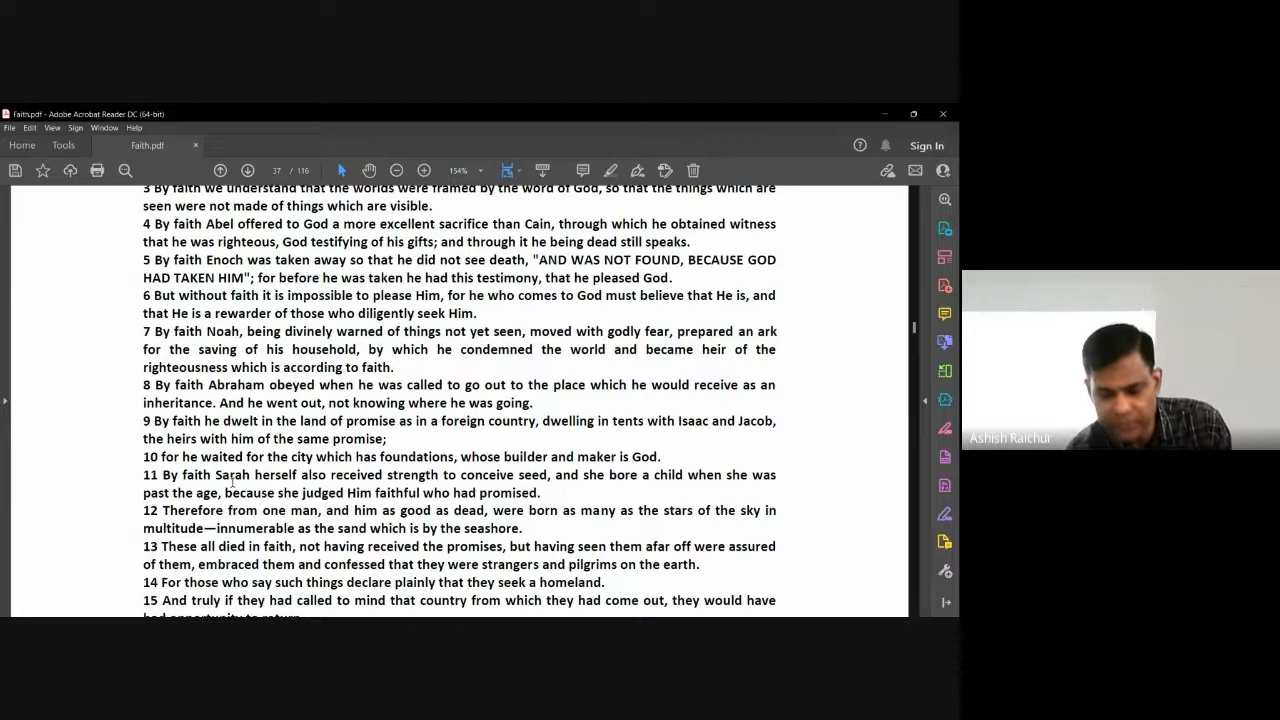 Faith.pdf - Adobe Acrobat Reader DC (64-bit)
File Edit View Sign Window Help
Home Tools Faith.pdf × Sign In
37 / 116 154%
3 By faith we understand that the worlds were framed by the word of God, so that the things which are
seen were not made of things which are visible.
4 By faith Abel offered to God a more excellent sacrifice than Cain, through which he obtained witness
that he was righteous, God testifying of his gifts; and through it he being dead still speaks.
5 By faith Enoch was taken away so that he did not see death, "AND WAS NOT FOUND, BECAUSE GOD
HAD TAKEN HIM"; for before he was taken he had this testimony, that he pleased God.
6 But without faith it is impossible to please Him, for he who comes to God must believe that He is, and
that He is a rewarder of those who diligently seek Him.
7 By faith Noah, being divinely warned of things not yet seen, moved with godly fear, prepared an ark
for the saving of his household, by which he condemned the world and became heir of the
righteousness which is according to faith.
8 By faith Abraham obeyed when he was called to go out to the place which he would receive as an
inheritance. And he went out, not knowing where he was going.
9 By faith he dwelt in the land of promise as in a foreign country, dwelling in tents with Isaac and Jacob,
the heirs with him of the same promise;
10 for he waited for the city which has foundations, whose builder and maker is God.
11 By faith Sarah herself also received strength to conceive seed, and she bore a child when she was
past the age, because she judged Him faithful who had promised.
12 Therefore from one man, and him as good as dead, were born as many as the stars of the sky in
multitude—innumerable as the sand which is by the seashore.
13 These all died in faith, not having received the promises, but having seen them afar off were assured
of them, embraced them and confessed that they were strangers and pilgrims on the earth.
14 For those who say such things declare plainly that they seek a homeland.
15 And truly if they had called to mind that country from which they had come out, they would have
had opportunity to return.
Ashish Raichur